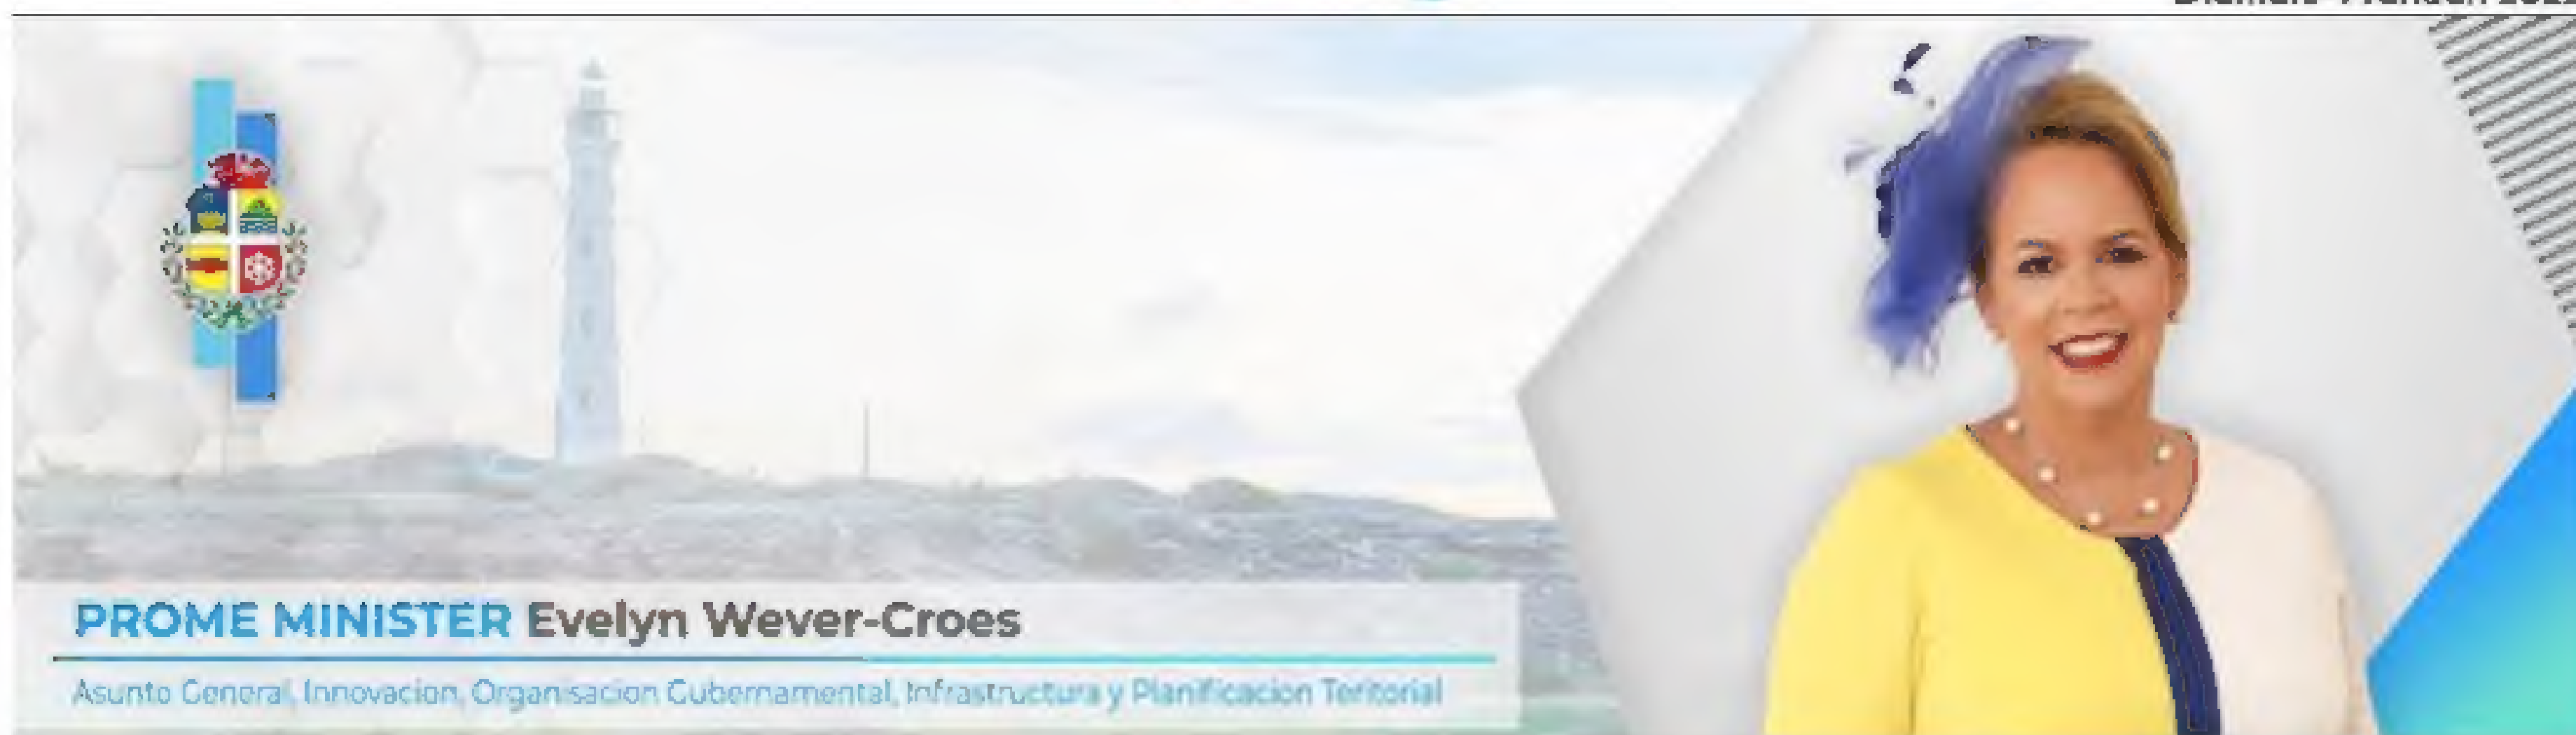 PROME MINISTER Evelyn Wever-Croes
Asunto General, Innovacion, Organisacion Gubernamental, Infrastructura y Planificacion Teritorial